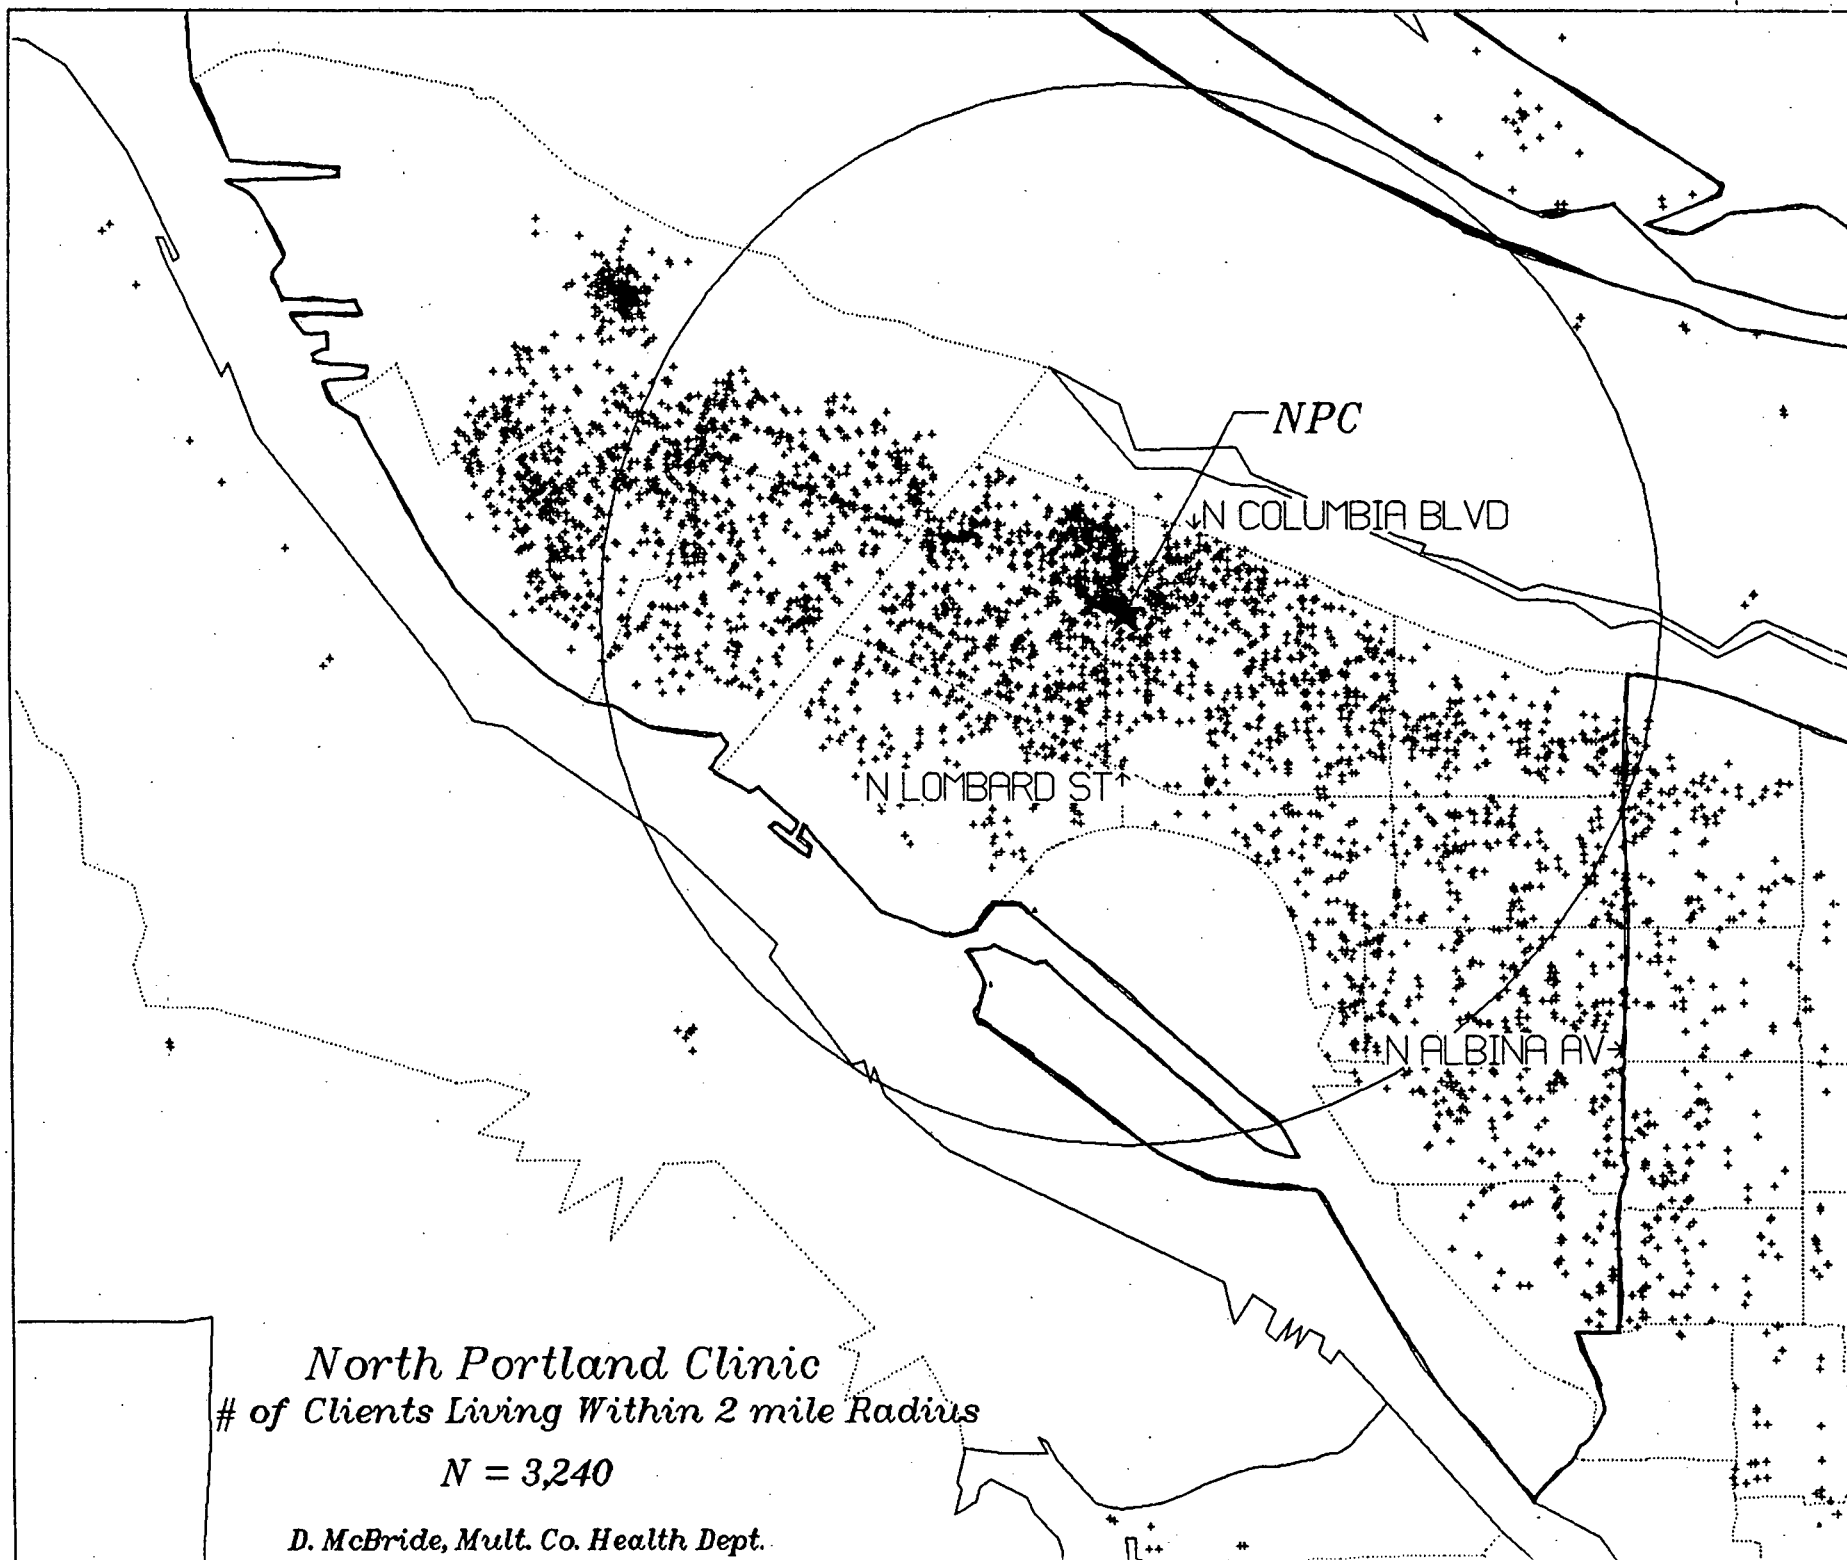 NPC
N COLUMBIA BLVD
N LOMBARD ST
N ALBINA AV
North Portland Clinic
# of Clients Living Within 2 mile Radius
N = 3,240
D. McBride, Mult. Co. Health Dept.